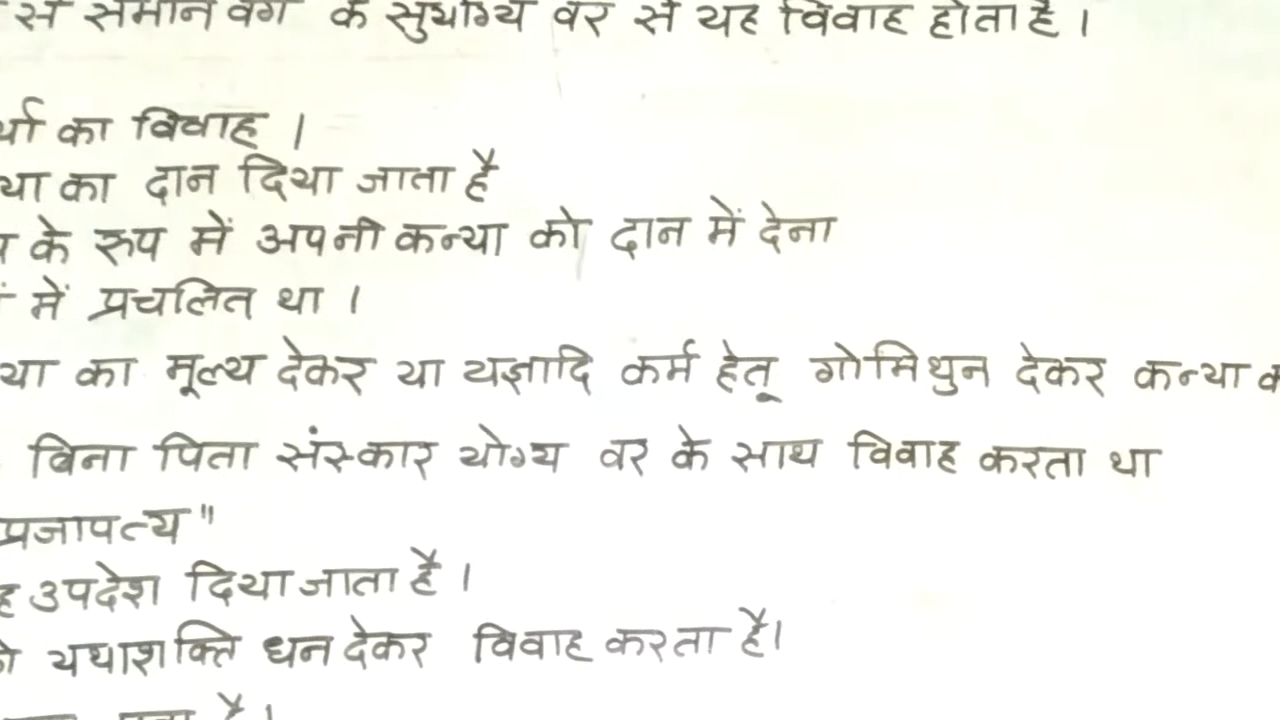 से समान वर्ग के सुयोग्य वर से यह विवाह होता है ।
का विवाह ।
का दान दिया जाता है
के रुप में अपनी कन्या को दान में देना
में प्रचलित था ।
का मूल्य देकर या यज्ञादि कर्म हेतू गोमिथुन देकर कन्या
बिना पिता संस्कार योग्य वर के साथ विवाह करता था
प्रजापत्य"
उपदेश दिया जाता है ।
यथाशक्ति धन देकर विवाह करता है।